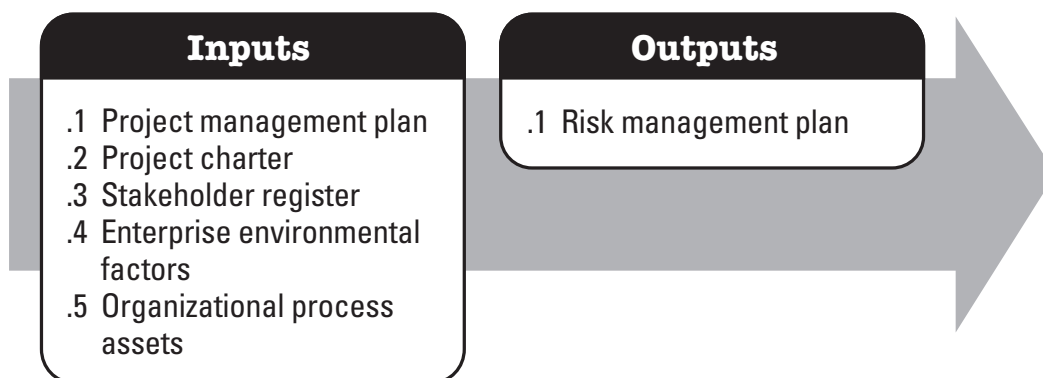 Inputs
.1 Project management plan
.2 Project charter
.3 Stakeholder register
.4 Enterprise environmental
factors
.5 Organizational process
assets
Outputs
.1 Risk management plan